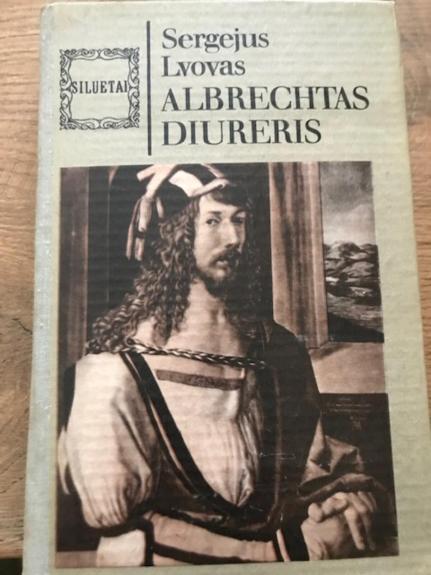 SILUETAI
Sergejus
Lvovas
ALBRECHTAS
DIURERIS